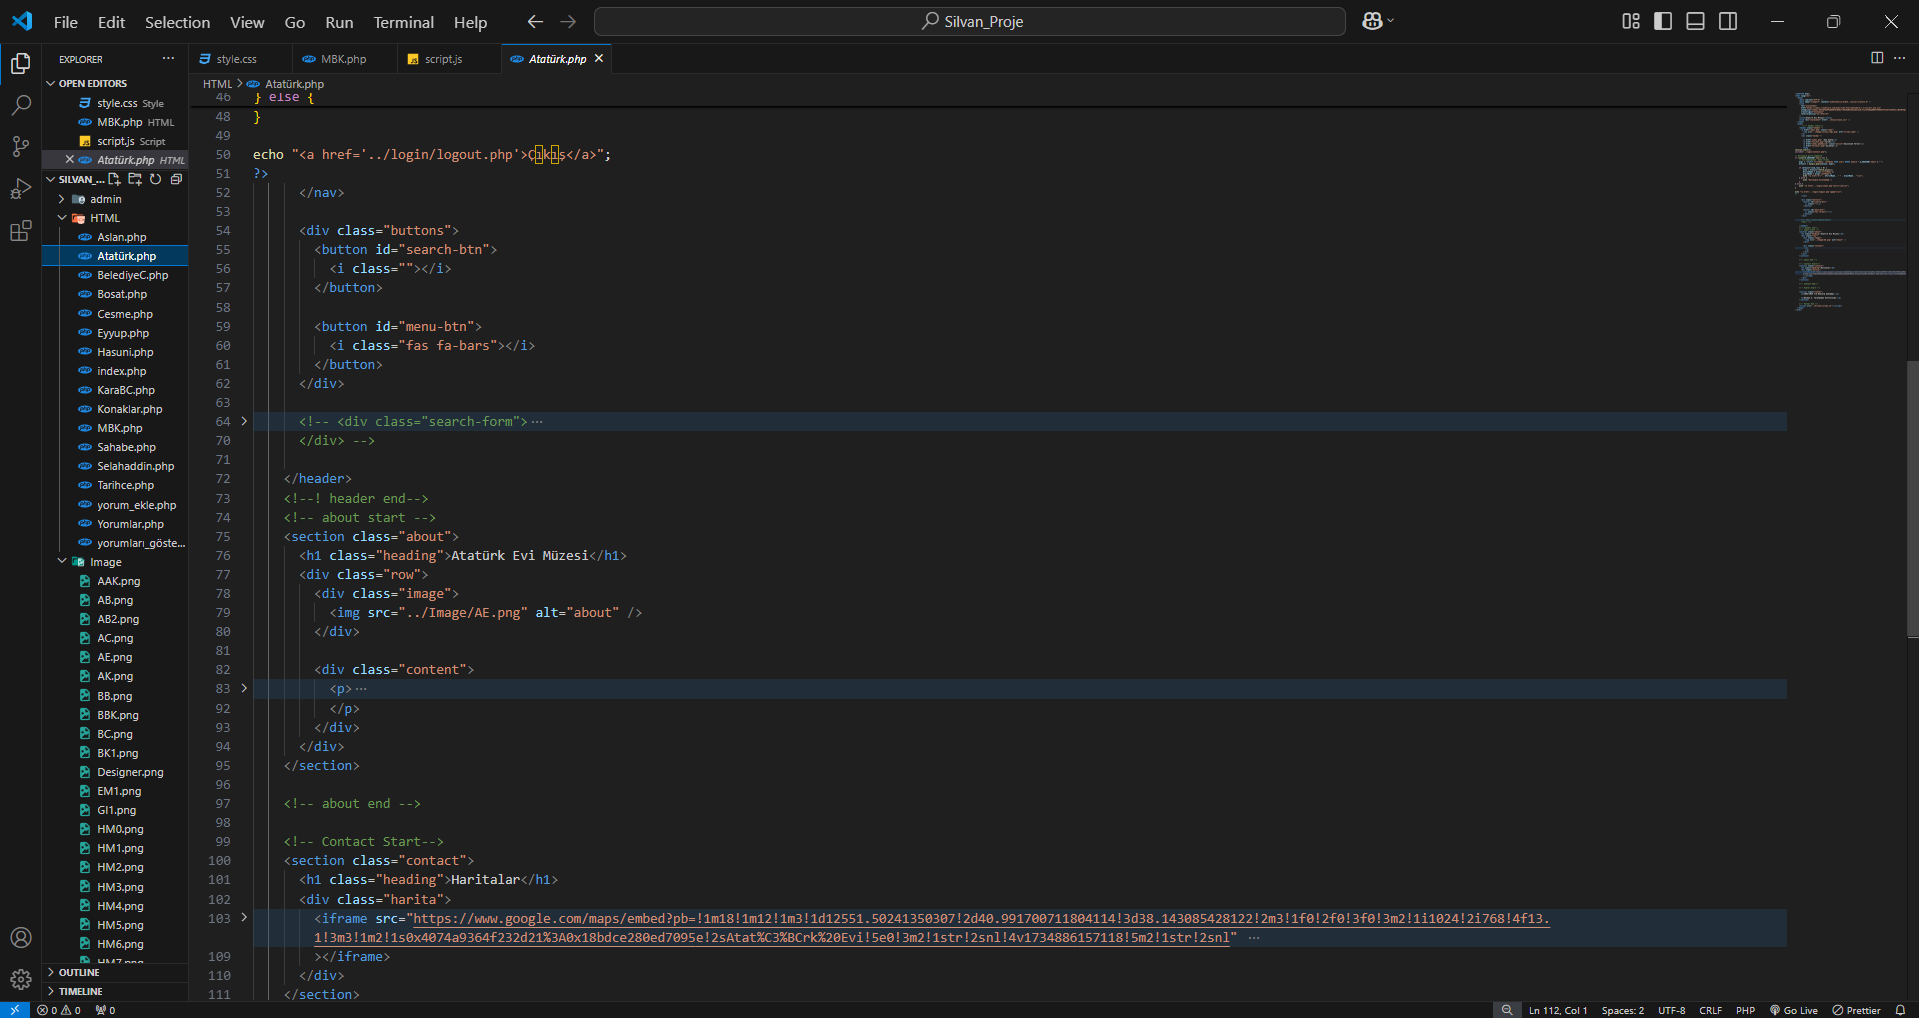 File Edit Selection View Go Run Terminal Help
Silvan_Proje
EXPLORER
OPEN EDITORS
style.css Style
MBK.php HTML
script.js Script
Atatürk.php HTML
SILVAN_...
admin
HTML
Aslan.php
Atatürk.php
BelediyeC.php
Bosat.php
Cesme.php
Eyyup.php
Hasuni.php
index.php
KaraBC.php
Konaklar.php
MBK.php
Sahabe.php
Selahaddin.php
Tarihce.php
yorum_ekle.php
Yorumlar.php
yorumları_göste...
Image
AAK.png
AB.png
AB2.png
AC.png
AE.png
AK.png
BB.png
BBK.png
BC.png
BK1.png
Designer.png
EM1.png
GI1.png
HM0.png
HM1.png
HM2.png
HM3.png
HM4.png
HM5.png
HM6.png
HM7.png
OUTLINE
TIMELINE
style.css MBK.php script.js Atatürk.php
HTML > Atatürk.php
46 } else {
48 }
49
50 echo "<a href='../login/logout.php'>Çıkış</a>";
51 ?>
52 </nav>
53
54 <div class="buttons">
55 <button id="search-btn">
56 <i class=""></i>
57 </button>
58
59 <button id="menu-btn">
60 <i class="fas fa-bars"></i>
61 </button>
62 </div>
63
64 <!-- <div class="search-form">···
70 </div> -->
71
72 </header>
73 <!--! header end-->
74 <!-- about start -->
75 <section class="about">
76 <h1 class="heading">Atatürk Evi Müzesi</h1>
77 <div class="row">
78 <div class="image">
79 <img src="../Image/AE.png" alt="about" />
80 </div>
81
82 <div class="content">
83 <p>···
92 </p>
93 </div>
94 </div>
95 </section>
96
97 <!-- about end -->
98
99 <!-- Contact Start-->
100 <section class="contact">
101 <h1 class="heading">Haritalar</h1>
102 <div class="harita">
103 <iframe src="https://www.google.com/maps/embed?pb=!1m18!1m12!1m3!1d12551.50241350307!2d40.991700711804114!3d38.143085428122!2m3!1f0!2f0!3f0!3m2!1i1024!2i768!4f13.
1!3m3!1m2!1s0x4074a9364f232d21%3A0x18bdce280ed7095e!2sAtat%C3%BCrk%20Evi!5e0!3m2!1str!2snl!4v1734886157118!5m2!1str!2snl" ···
109 ></iframe>
110 </div>
111 </section>
0 0 0
Ln 112, Col 1 Spaces: 2 UTF-8 CRLF PHP Go Live Prettier